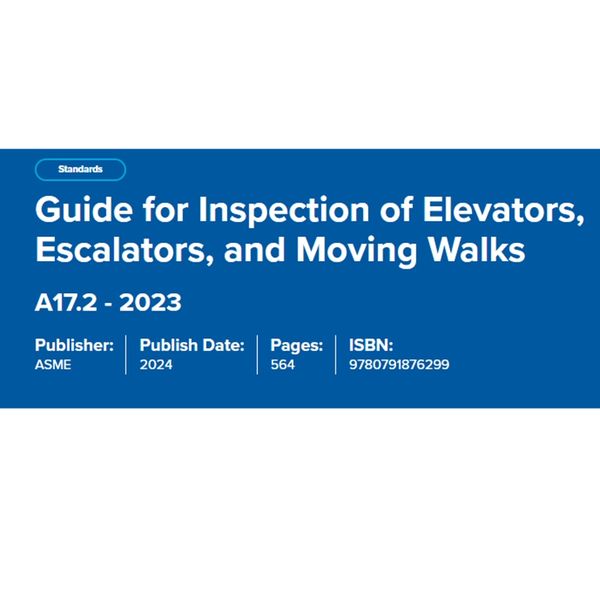 Standards
Guide for Inspection of Elevators,
Escalators, and Moving Walks
A17.2 - 2023
Publisher: Publish Date: Pages: ISBN:
ASME 2024 564 9780791876299